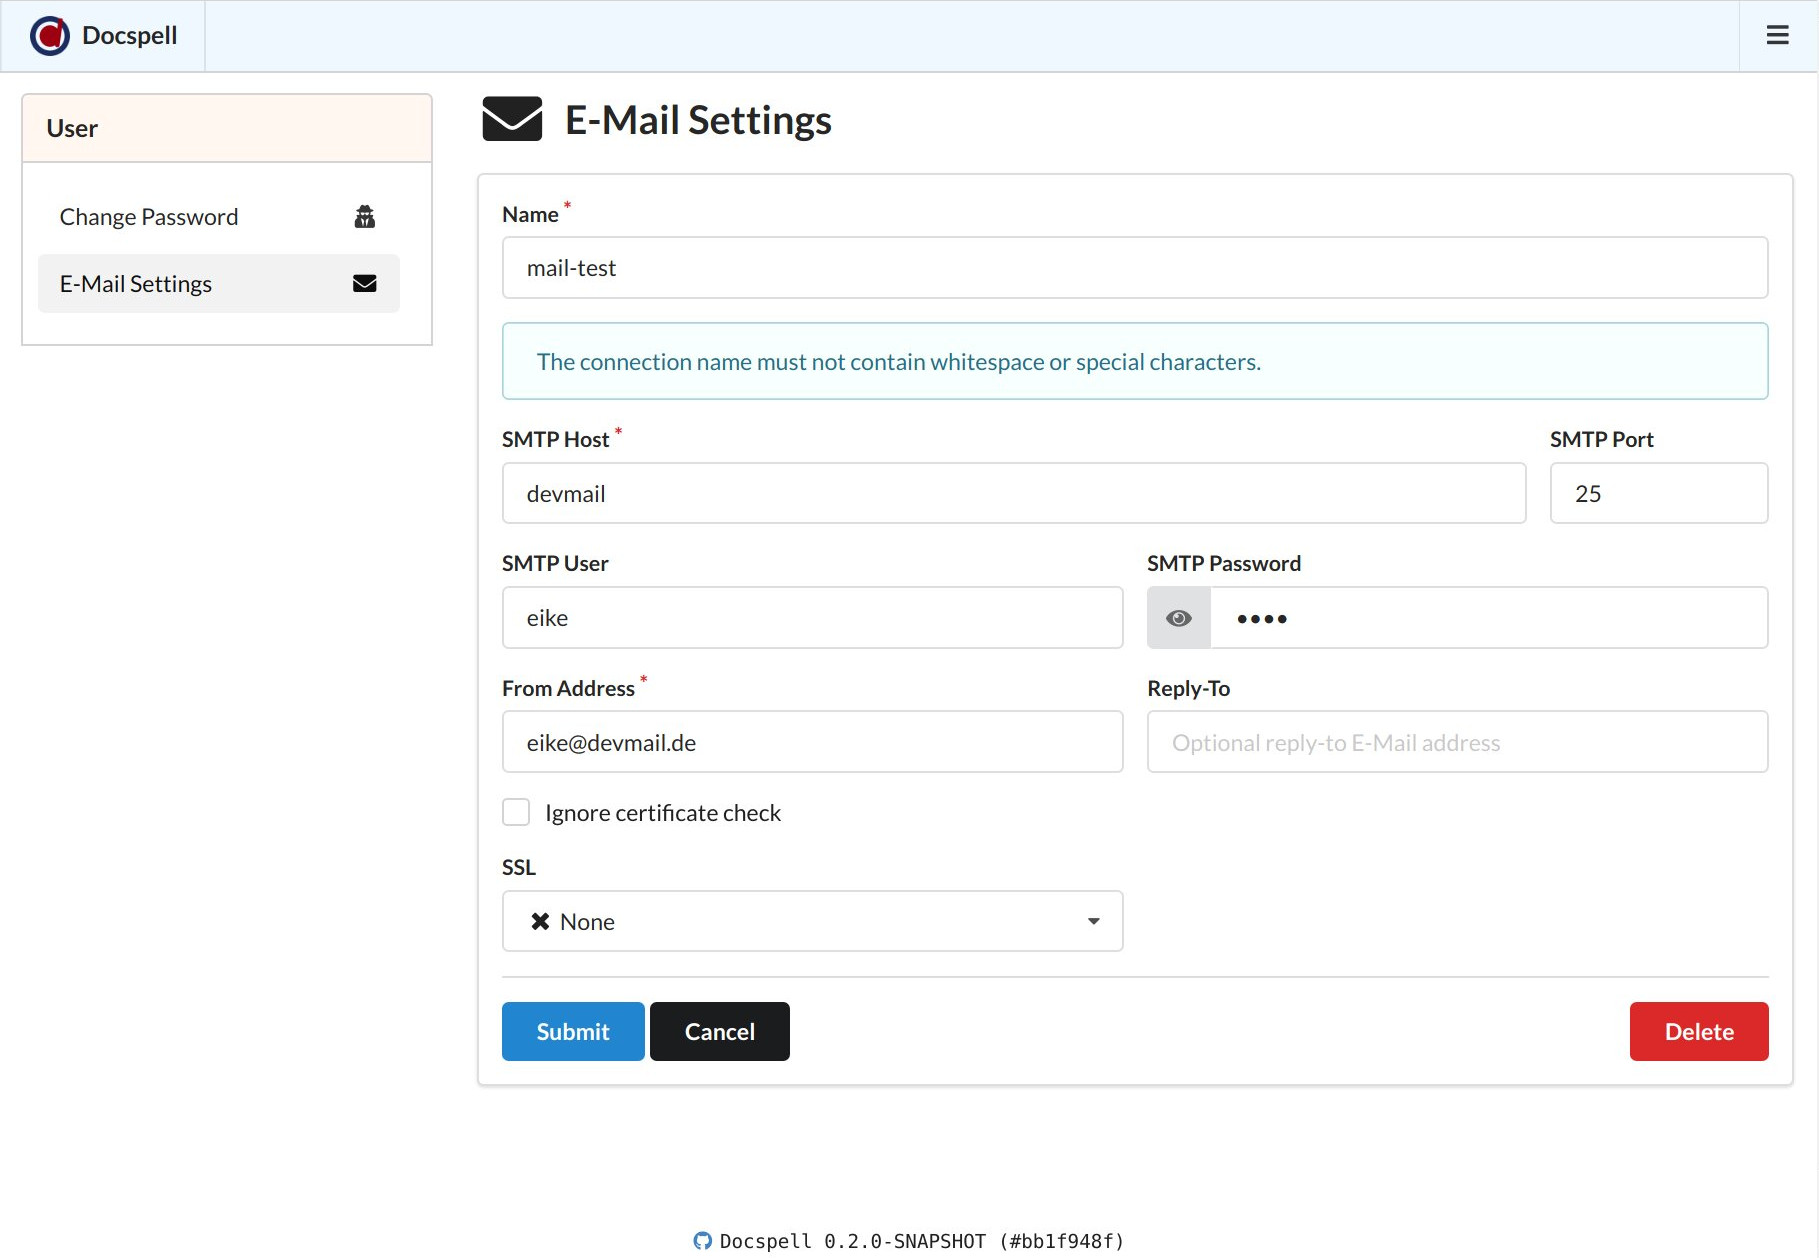 Docspell
User
Change Password
E-Mail Settings
E-Mail Settings
Name *
mail-test
The connection name must not contain whitespace or special characters.
SMTP Host *
SMTP Port
devmail
25
SMTP User
SMTP Password
eike
••••
From Address *
Reply-To
eike@devmail.de
Optional reply-to E-Mail address
Ignore certificate check
SSL
None
Submit
Cancel
Delete
Docspell 0.2.0-SNAPSHOT (#bb1f948f)